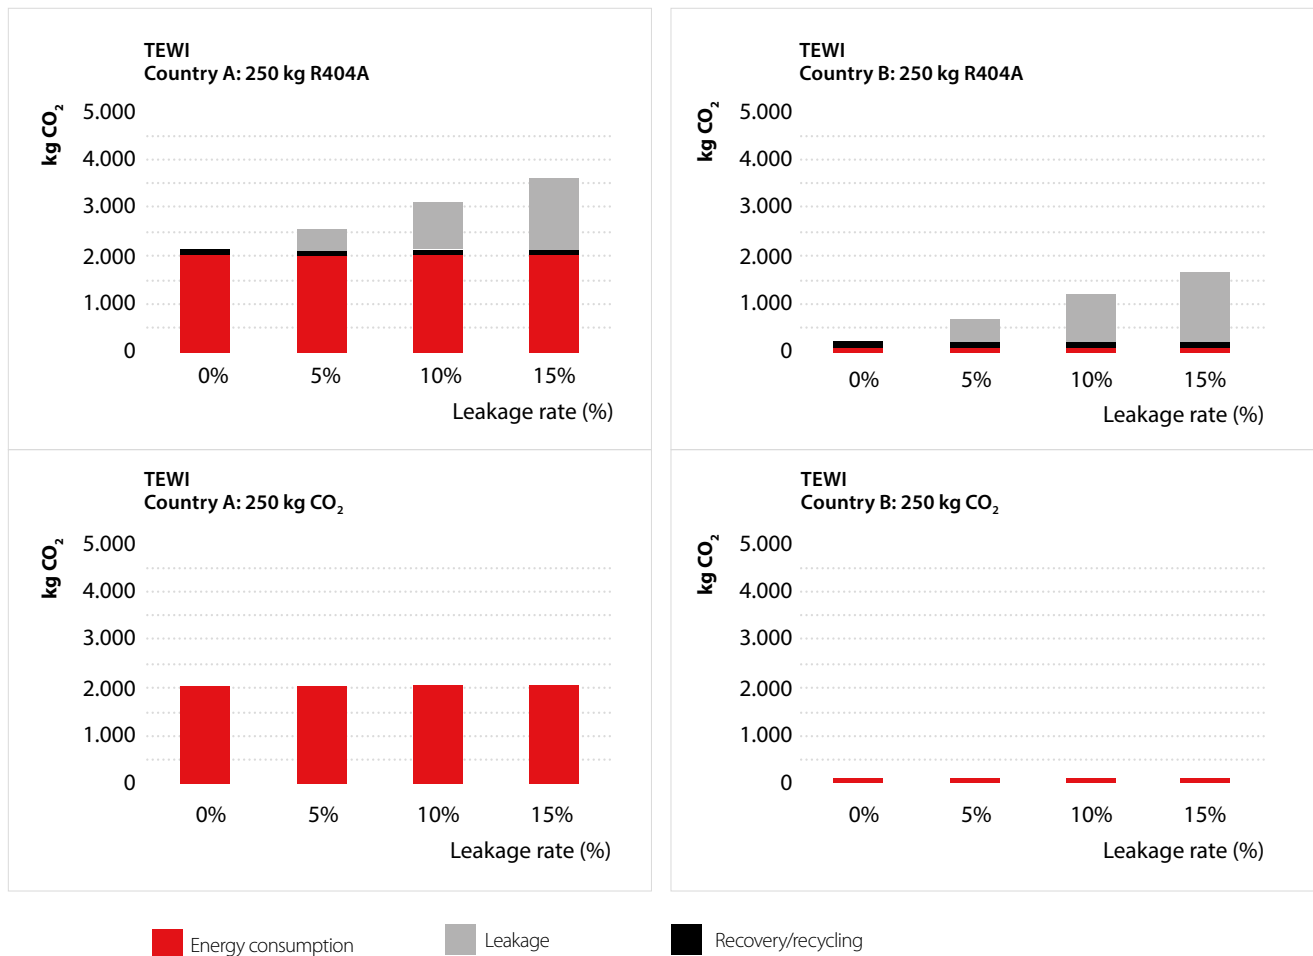 TEWI
Country A: 250 kg R404A
kg CO₂
5.000
4.000
3.000
2.000
1.000
0
0% 5% 10% 15%
Leakage rate (%)
TEWI
Country B: 250 kg R404A
kg CO₂
5.000
4.000
3.000
2.000
1.000
0
0% 5% 10% 15%
Leakage rate (%)
TEWI
Country A: 250 kg CO₂
kg CO₂
5.000
4.000
3.000
2.000
1.000
0
0% 5% 10% 15%
Leakage rate (%)
TEWI
Country B: 250 kg CO₂
kg CO₂
5.000
4.000
3.000
2.000
1.000
0
0% 5% 10% 15%
Leakage rate (%)
Energy consumption
Leakage
Recovery/recycling